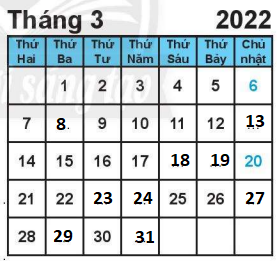 Tháng 3 2022
Thứ Hai Thứ Ba Thứ Tư Thứ Năm Thứ Sáu Thứ Bảy Chủ nhật
1 2 3 4 5 6
7 8. 9 10 11 12 13
14 15 16 17 18 19 20
21 22 23 24 25 26 27
28 29 30 31